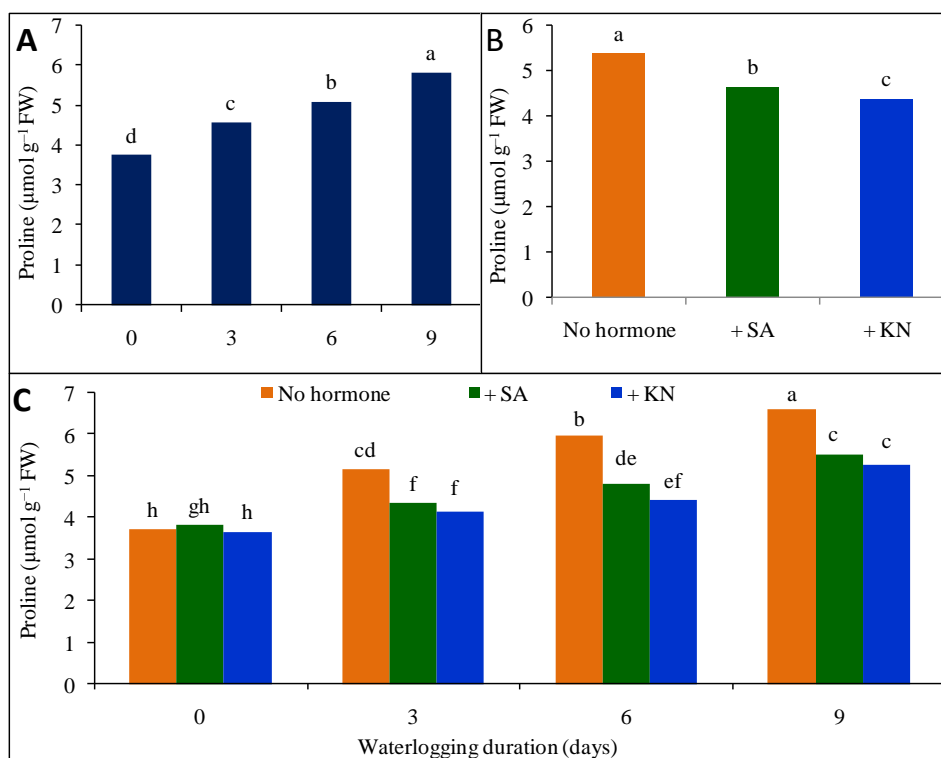 A
Proline (µmol g⁻¹ FW)
7
6
5
4
3
2
1
0
d
c
b
a
0 3 6 9
B
Proline (µmol g⁻¹ FW)
6
5
4
3
2
1
0
a
b
c
No hormone + SA + KN
C
Proline (µmol g⁻¹ FW)
No hormone + SA + KN
7
6
5
4
3
2
1
0
h gh h
cd f f
b de ef
a c c
0 3 6 9
Waterlogging duration (days)